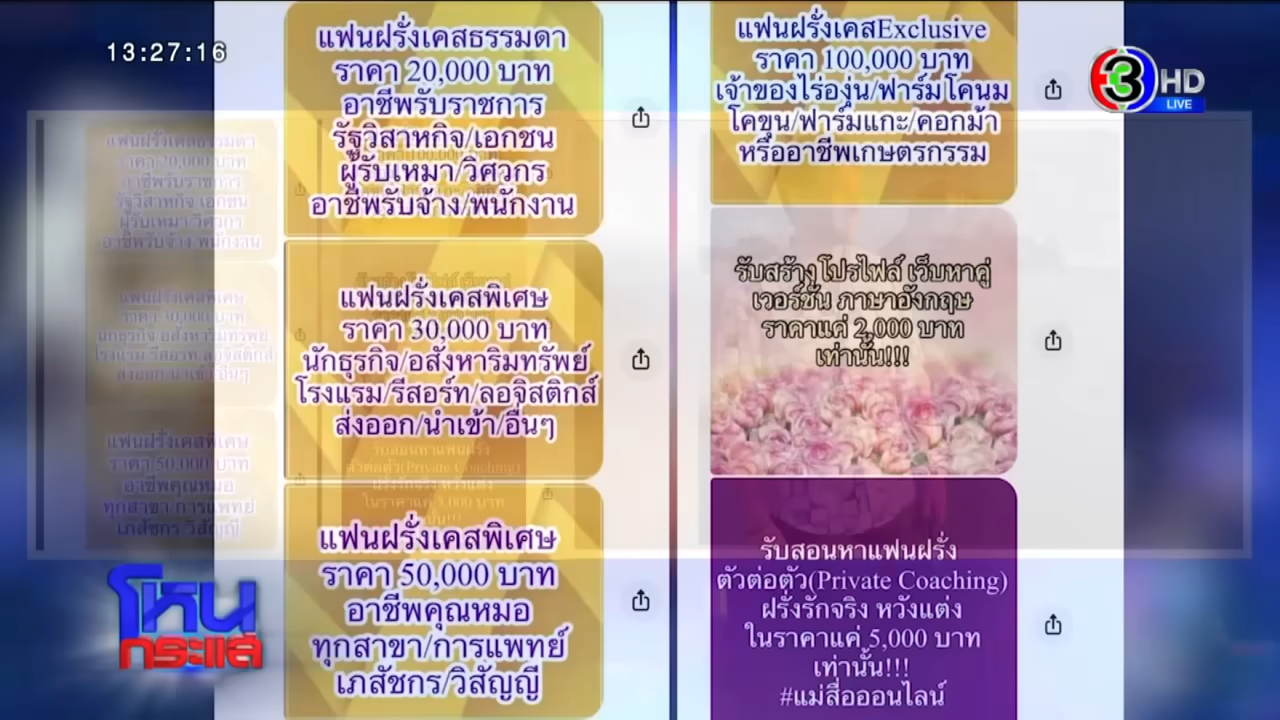 13:27:16
3 HD
LIVE
แฟนฝรั่งเคสธรรมดา
ราคา 20,000 บาท
อาชีพรับราชการ
รัฐวิสาหกิจ/เอกชน
ผู้รับเหมา/วิศวกร
อาชีพรับจ้าง/พนักงาน
แฟนฝรั่งเคสพิเศษ
ราคา 30,000 บาท
นักธุรกิจ/อสังหาริมทรัพย์
โรงแรม/รีสอร์ท/ลอจิสติกส์
ส่งออก/นำเข้า/อื่นๆ
แฟนฝรั่งเคสพิเศษ
ราคา 50,000 บาท
อาชีพคุณหมอ
ทุกสาขา/การแพทย์
เภสัชกร/วิสัญญี
แฟนฝรั่งเคสExclusive
ราคา 100,000 บาท
เจ้าของไร่องุ่น/ฟาร์มโคนม
โคขุน/ฟาร์มแกะ/คอกม้า
หรืออาชีพเกษตรกรรม
รับสร้างโปรไฟล์ เว็บหาคู่
เวอร์ชั่น ภาษาอังกฤษ
ราคาแค่ 2,000 บาท
เท่านั้น!!!
รับสอนหาแฟนฝรั่ง
ตัวต่อตัว(Private Coaching)
ฝรั่งรักจริง หวังแต่ง
ในราคาแค่ 5,000 บาท
เท่านั้น!!!
#แม่สื่อออนไลน์
โหน
กระแส